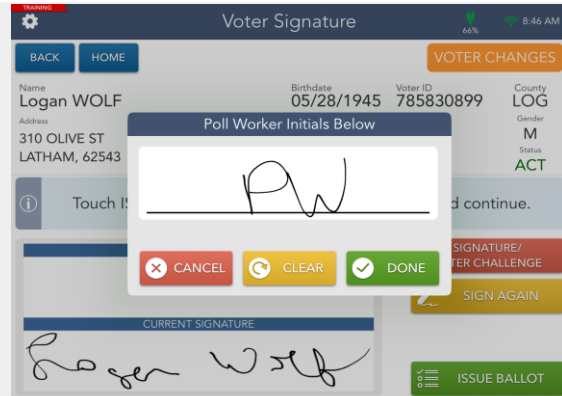 TRAINING
Voter Signature
66%
8:46 AM
BACK
HOME
VOTER CHANGES
Name
Birthdate
Voter ID
County
Logan WOLF
05/28/1945
785830899
LOG
Address
Gender
310 OLIVE ST
M
LATHAM, 62543
Status
ACT
Poll Worker Initials Below
PW
Touch
d continue.
CANCEL
CLEAR
DONE
SIGNATURE/
CHALLENGE
SIGN AGAIN
CURRENT SIGNATURE
Logan Wolf
ISSUE BALLOT